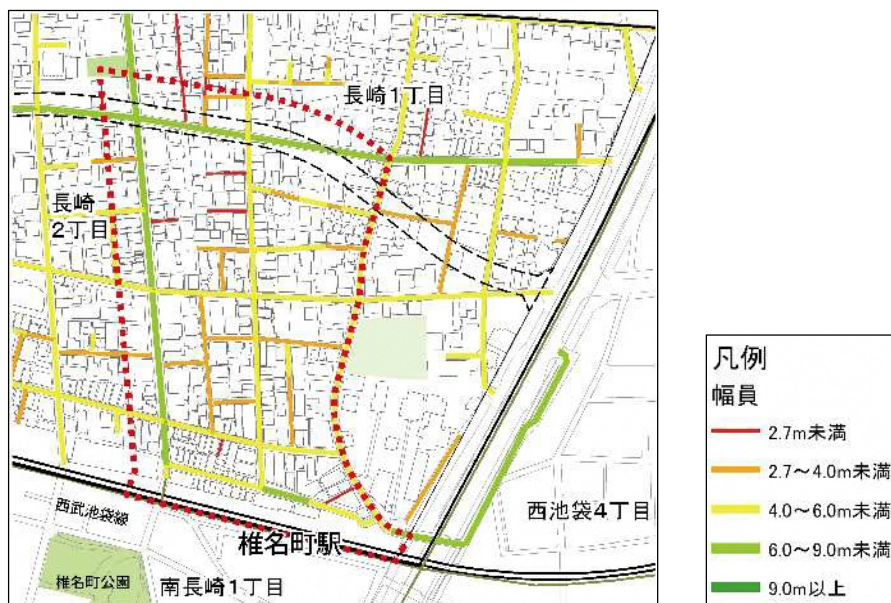 長崎1丁目
長崎
2丁目
西武池袋線
椎名町駅
西池袋4丁目
椎名町公園
南長崎1丁目
凡例
幅員
2.7m未満
2.7～4.0m未満
4.0～6.0m未満
6.0～9.0m未満
9.0m以上